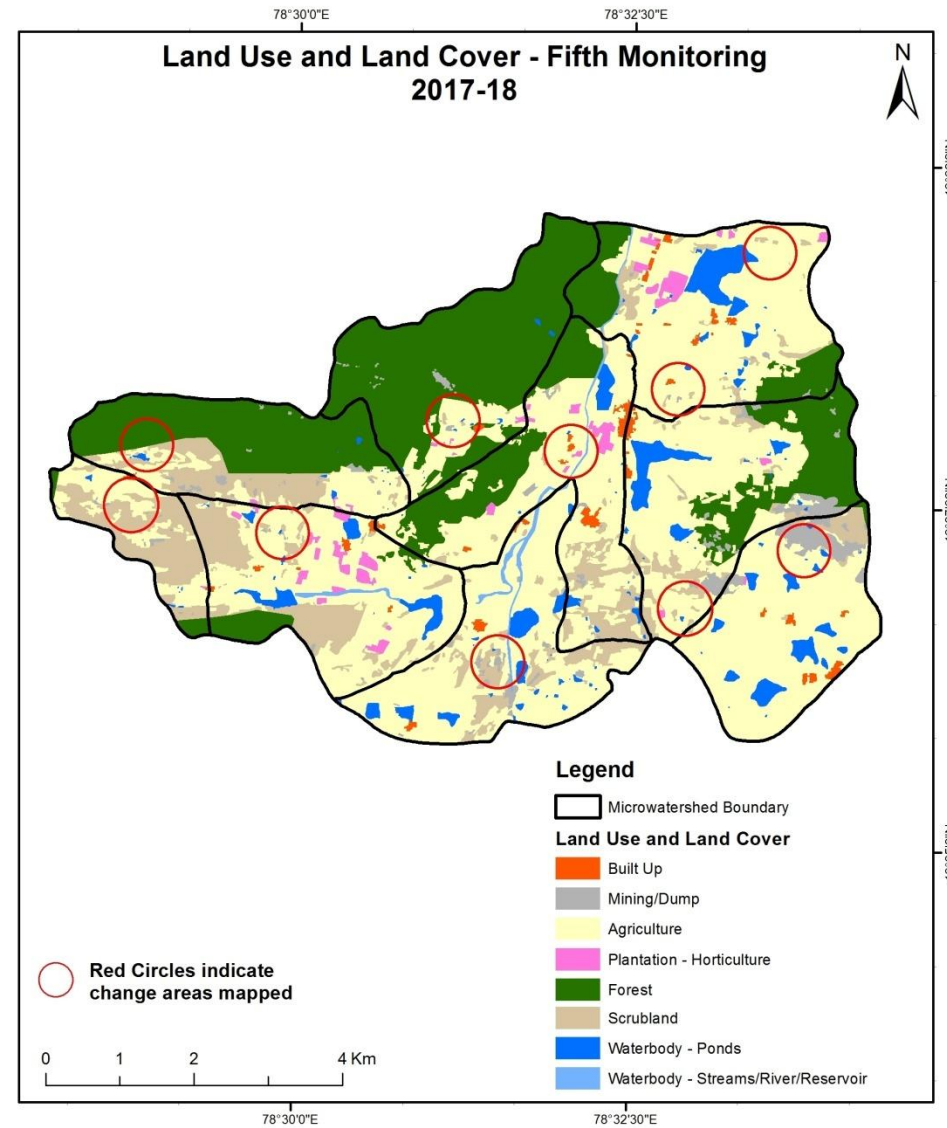 78°30'0"E
78°32'30"E
Land Use and Land Cover - Fifth Monitoring
2017-18
N
Legend
Microwatershed Boundary
Land Use and Land Cover
Built Up
Mining/Dump
Agriculture
Plantation - Horticulture
Forest
Scrubland
Waterbody - Ponds
Waterbody - Streams/River/Reservoir
Red Circles indicate
change areas mapped
0 1 2 4 Km
78°30'0"E
78°32'30"E